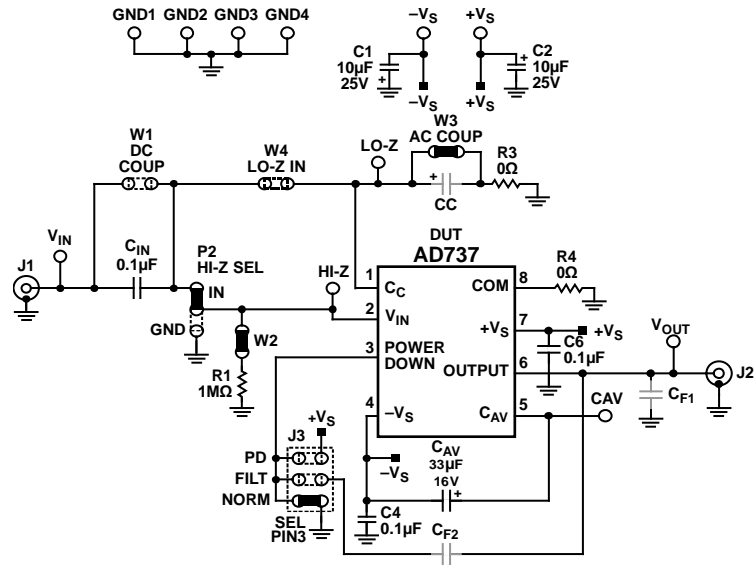 GND1 GND2 GND3 GND4
–VS +VS
C1
10µF
25V
C2
10µF
25V
–VS +VS
W1
DC
COUP
W4
LO-Z IN
LO-Z
W3
AC COUP
+
CC
R3
0Ω
VIN
J1
CIN
0.1µF
P2
HI-Z SEL
IN
GND
HI-Z
W2
R1
1MΩ
DUT
AD737
1 CC
2 VIN
3 POWER
DOWN
4 –VS
COM 8
+VS 7
OUTPUT 6
CAV 5
R4
0Ω
+VS
C6
0.1µF
VOUT
J2
CF1
CAV
–VS
CAV
33µF
16V
+
C4
0.1µF
CF2
+VS
J3
PD
FILT
NORM
SEL
PIN3